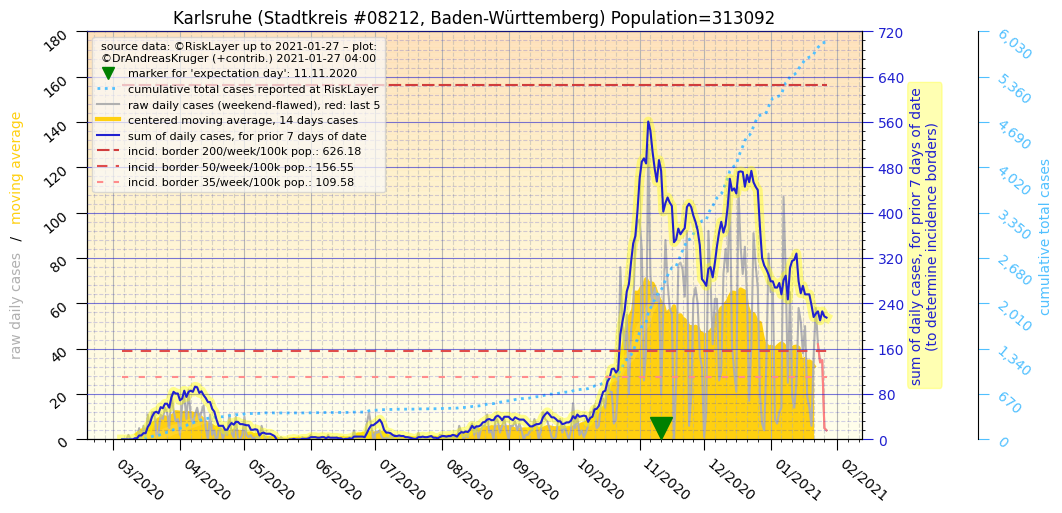 Karlsruhe (Stadtkreis #08212, Baden-Württemberg) Population=313092
source data: ©RiskLayer up to 2021-01-27 – plot:
©DrAndreasKruger (+contrib.) 2021-01-27 04:00
marker for 'expectation day': 11.11.2020
cumulative total cases reported at RiskLayer
raw daily cases (weekend-flawed), red: last 5
centered moving average, 14 days cases
sum of daily cases, for prior 7 days of date
incid. border 200/week/100k pop.: 626.18
incid. border 50/week/100k pop.: 156.55
incid. border 35/week/100k pop.: 109.58
raw daily cases / moving average
180
160
140
120
100
80
60
40
20
0
03/2020
04/2020
05/2020
06/2020
07/2020
08/2020
09/2020
10/2020
11/2020
12/2020
01/2021
02/2021
720
640
560
480
400
320
240
160
80
0
sum of daily cases, for prior 7 days of date
(to determine incidence borders)
6,030
5,360
4,690
4,020
3,350
2,680
2,010
1,340
670
0
cumulative total cases